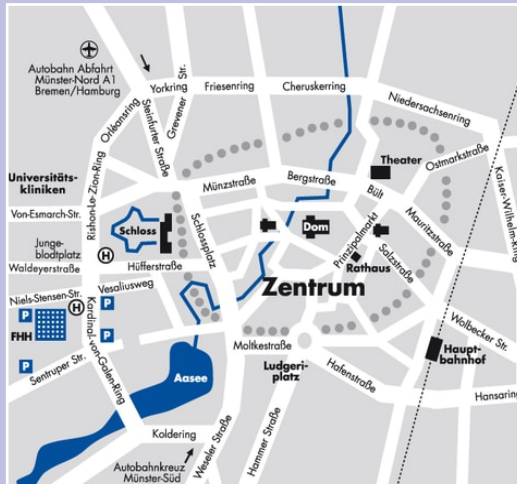 Autobahn Abfahrt
Münster-Nord A1
Bremen/Hamburg
Yorkring
Friesenring
Cheruskerring
Niedersachsenring
Orléansring
Steinfurter Straße
Grevener Str.
Ostmarkstraße
Kaiser-Wilhelm-Ring
Theater
Universitäts-
kliniken
Rishon-Le-Zion-Ring
Münzstraße
Bergstraße
Bült
Von-Esmarch-Str.
Schloss
Schlossplatz
Dom
Prinzipalmarkt
Mauritzstraße
Junge-
blodtplatz
H
Waldeyerstraße
Hüfferstraße
Rathaus
Salzstraße
Niels-Stensen-Str.
Vesaliusweg
Zentrum
P
H
FHH
P
P
Kardinal-von-Galen-Ring
Wolbecker Str.
Moltkestraße
Haupt-
bahnhof
Sentruper Str.
Aasee
Ludgeri-
platz
Hafenstraße
Hansaring
Koldering
Weseler Straße
Hammer Straße
Autobahnkreuz
Münster-Süd